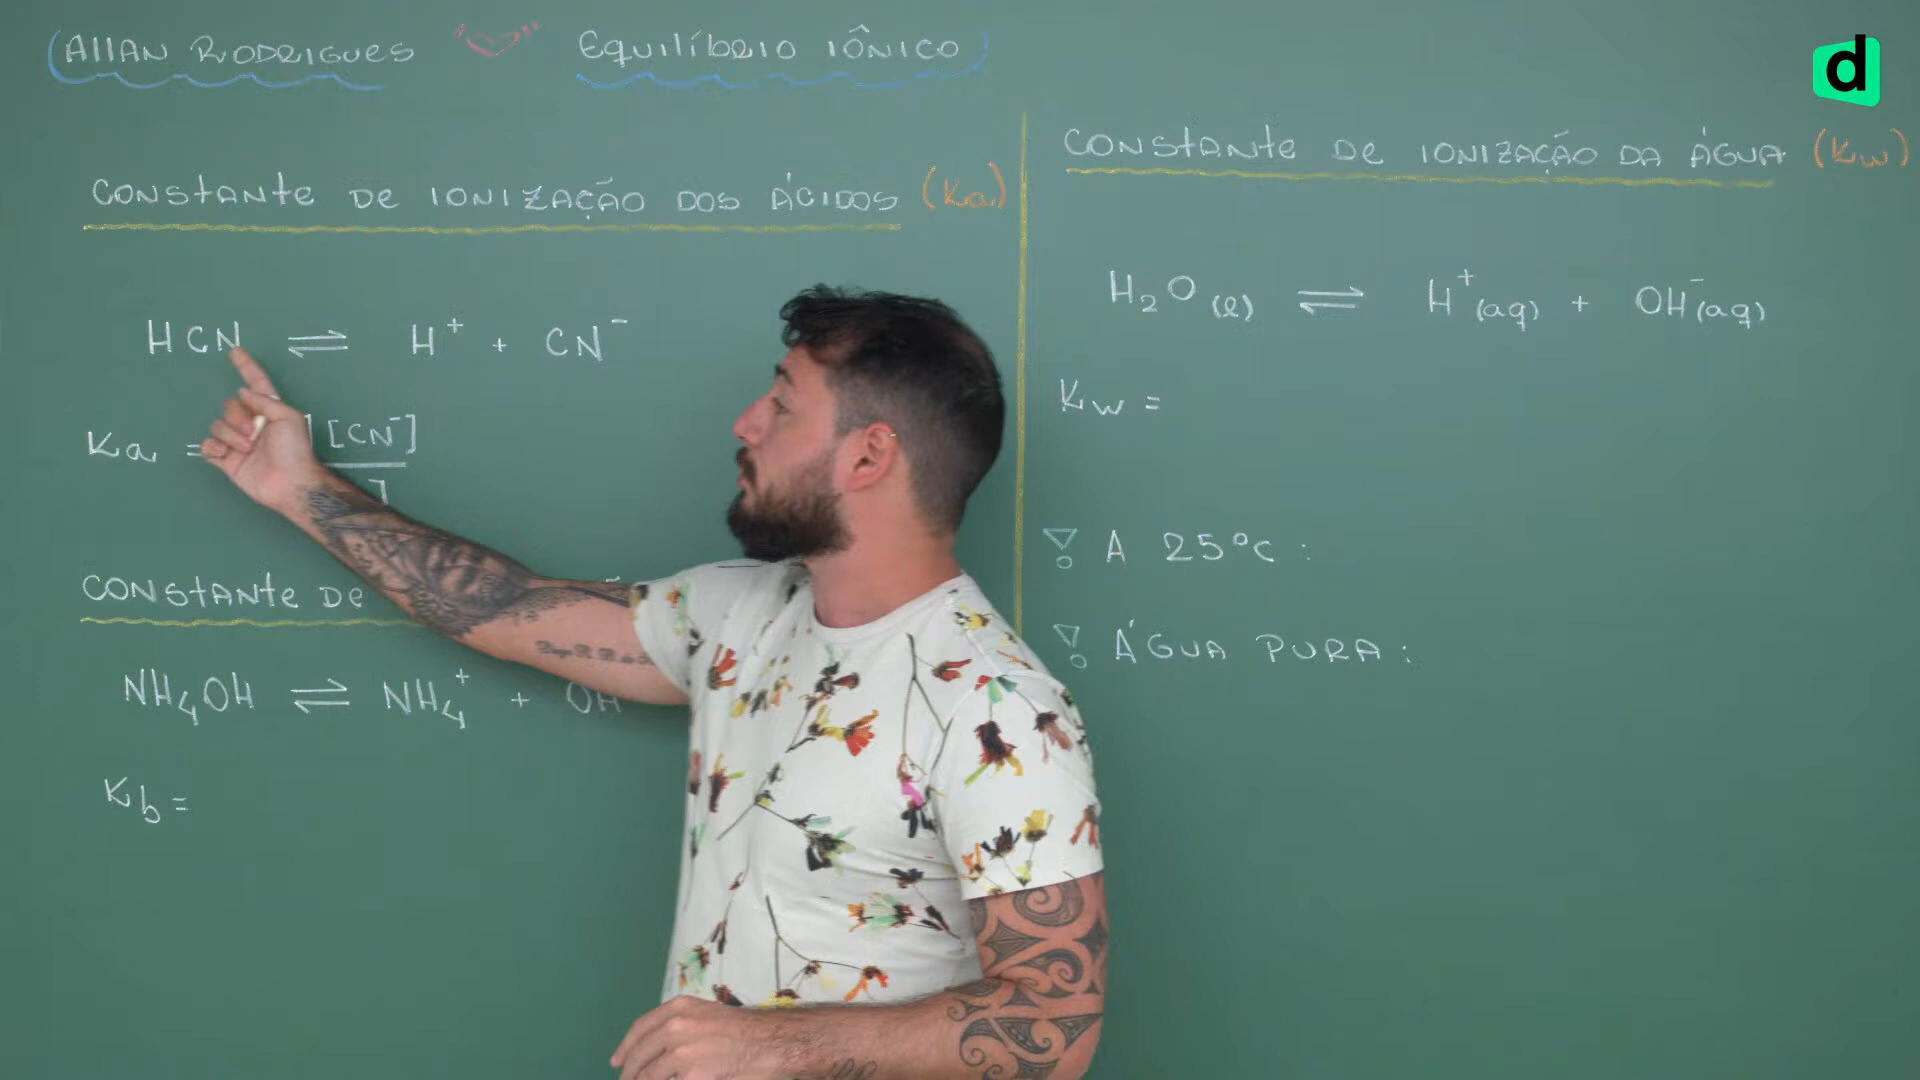 Allan Rodrigues Equilíbrio iônico
d
Constante de ionização dos ácidos (Ka)
HCN ⇌ H⁺ + CN⁻
Ka = ] [CN⁻]
]
Constante de
NH₄OH ⇌ NH₄⁺ + OH
Kb =
Constante de ionização da água (Kw)
H₂O (l) ⇌ H⁺(aq) + OH⁻(aq)
Kw =
A 25°C :
Água pura :